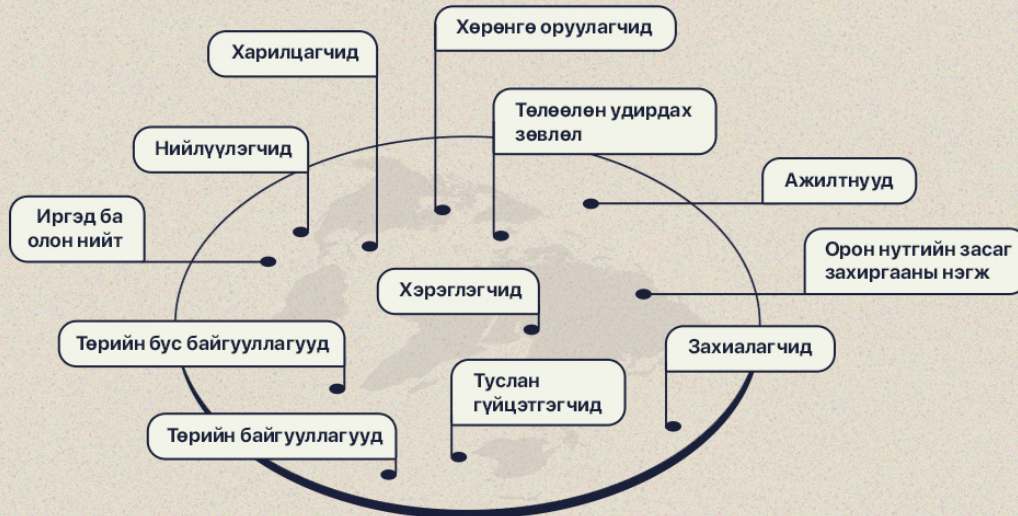 Хөрөнгө оруулагчид
Харилцагчид
Төлөөлөн удирдах
зөвлөл
Нийлүүлэгчид
Ажилтнууд
Иргэд ба
олон нийт
Орон нутгийн засаг
захиргааны нэгж
Хэрэглэгчид
Төрийн бус байгууллагууд
Захиалагчид
Туслан
гүйцэтгэгчид
Төрийн байгууллагууд